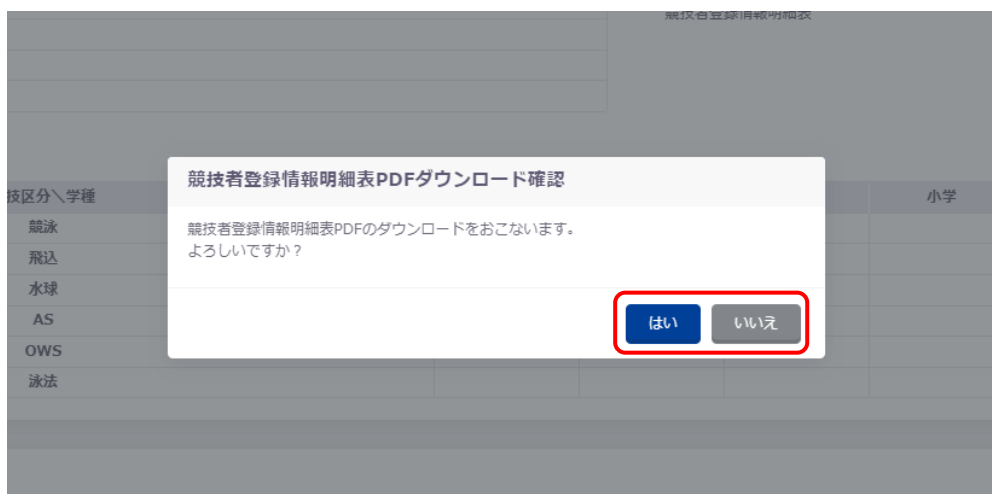 競技者登録情報明細表
競技者登録情報明細表PDFダウンロード確認
競技者登録情報明細表PDFのダウンロードをおこないます。
よろしいですか？
はい
いいえ
技区分＼学種
小学
競泳
飛込
水球
AS
OWS
泳法